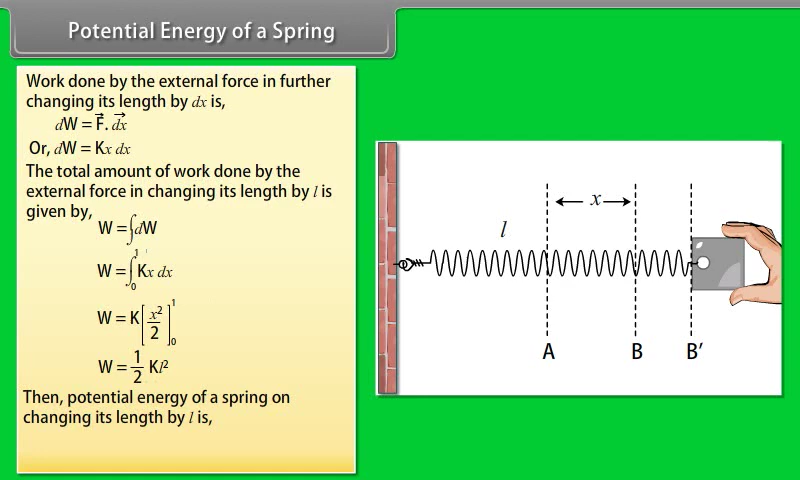 Potential Energy of a Spring
Work done by the external force in further
changing its length by dx is,
dW = F⃗. dx⃗
Or, dW = Kx dx
The total amount of work done by the
external force in changing its length by l is
given by,
W = ∫dW
W = ∫₀¹ Kx dx
W = K[x²/2]₀¹
W = 1/2 Kl²
Then, potential energy of a spring on
changing its length by l is,
x
l
A B B′